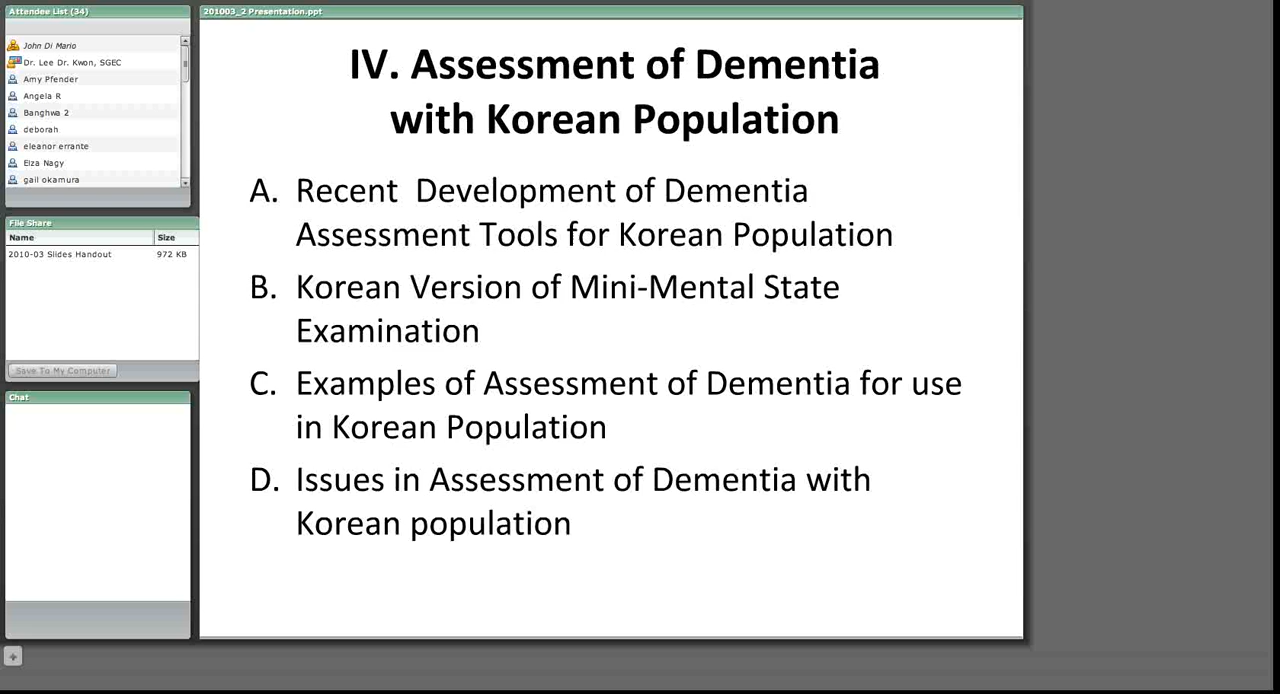 Attendee List (34)
John Di Mario
Dr. Lee Dr. Kwon, SGEC
Amy Pfender
Angela R
Banghwa 2
deborah
eleanor errante
Elza Nagy
gail okamura
File Share
Name Size
2010-03 Slides Handout 972 KB
Save To My Computer
Chat
201003_2 Presentation.ppt
IV. Assessment of Dementia
with Korean Population
A. Recent Development of Dementia
Assessment Tools for Korean Population
B. Korean Version of Mini-Mental State
Examination
C. Examples of Assessment of Dementia for use
in Korean Population
D. Issues in Assessment of Dementia with
Korean population